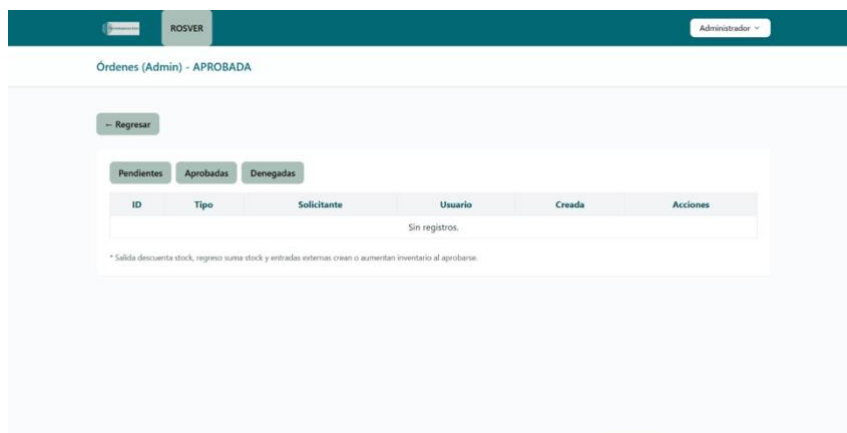 ROSVER
Administrador
Órdenes (Admin) - APROBADA
← Regresar
Pendientes Aprobadas Denegadas
ID Tipo Solicitante Usuario Creada Acciones
Sin registros.
* Salida descuenta stock, regreso suma stock y entradas externas crean o aumentan inventario al aprobarse.